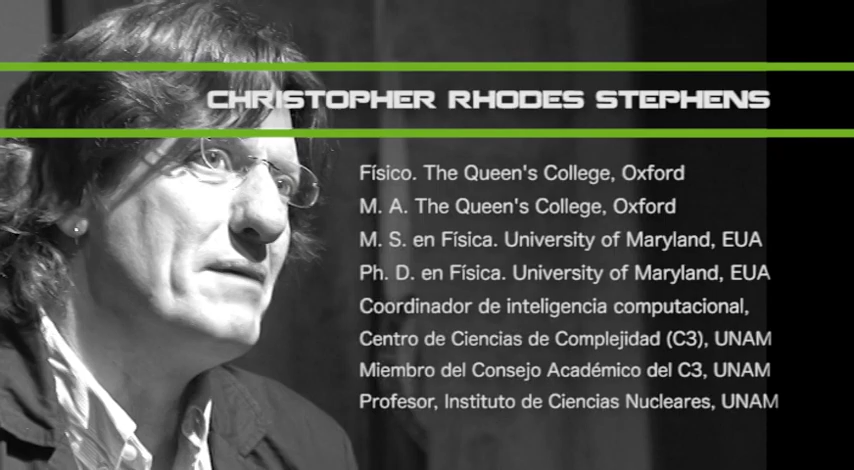 CHRISTOPHER RHODES STEPHENS
Físico. The Queen's College, Oxford
M. A. The Queen's College, Oxford
M. S. en Física. University of Maryland, EUA
Ph. D. en Física. University of Maryland, EUA
Coordinador de inteligencia computacional,
Centro de Ciencias de Complejidad (C3), UNAM
Miembro del Consejo Académico del C3, UNAM
Profesor, Instituto de Ciencias Nucleares, UNAM